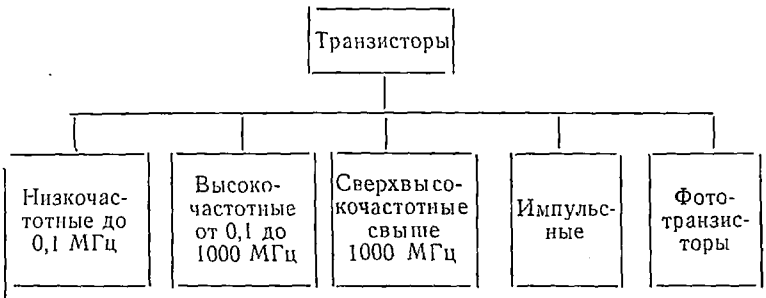 Транзисторы
Низкочас-
тотные до
0,1 МГц
Высоко-
частотные
от 0,1 до
1000 МГц
Сверхвысо-
кочастотные
свыше
1000 МГц
Импульс-
ные
Фото-
транзис-
торы